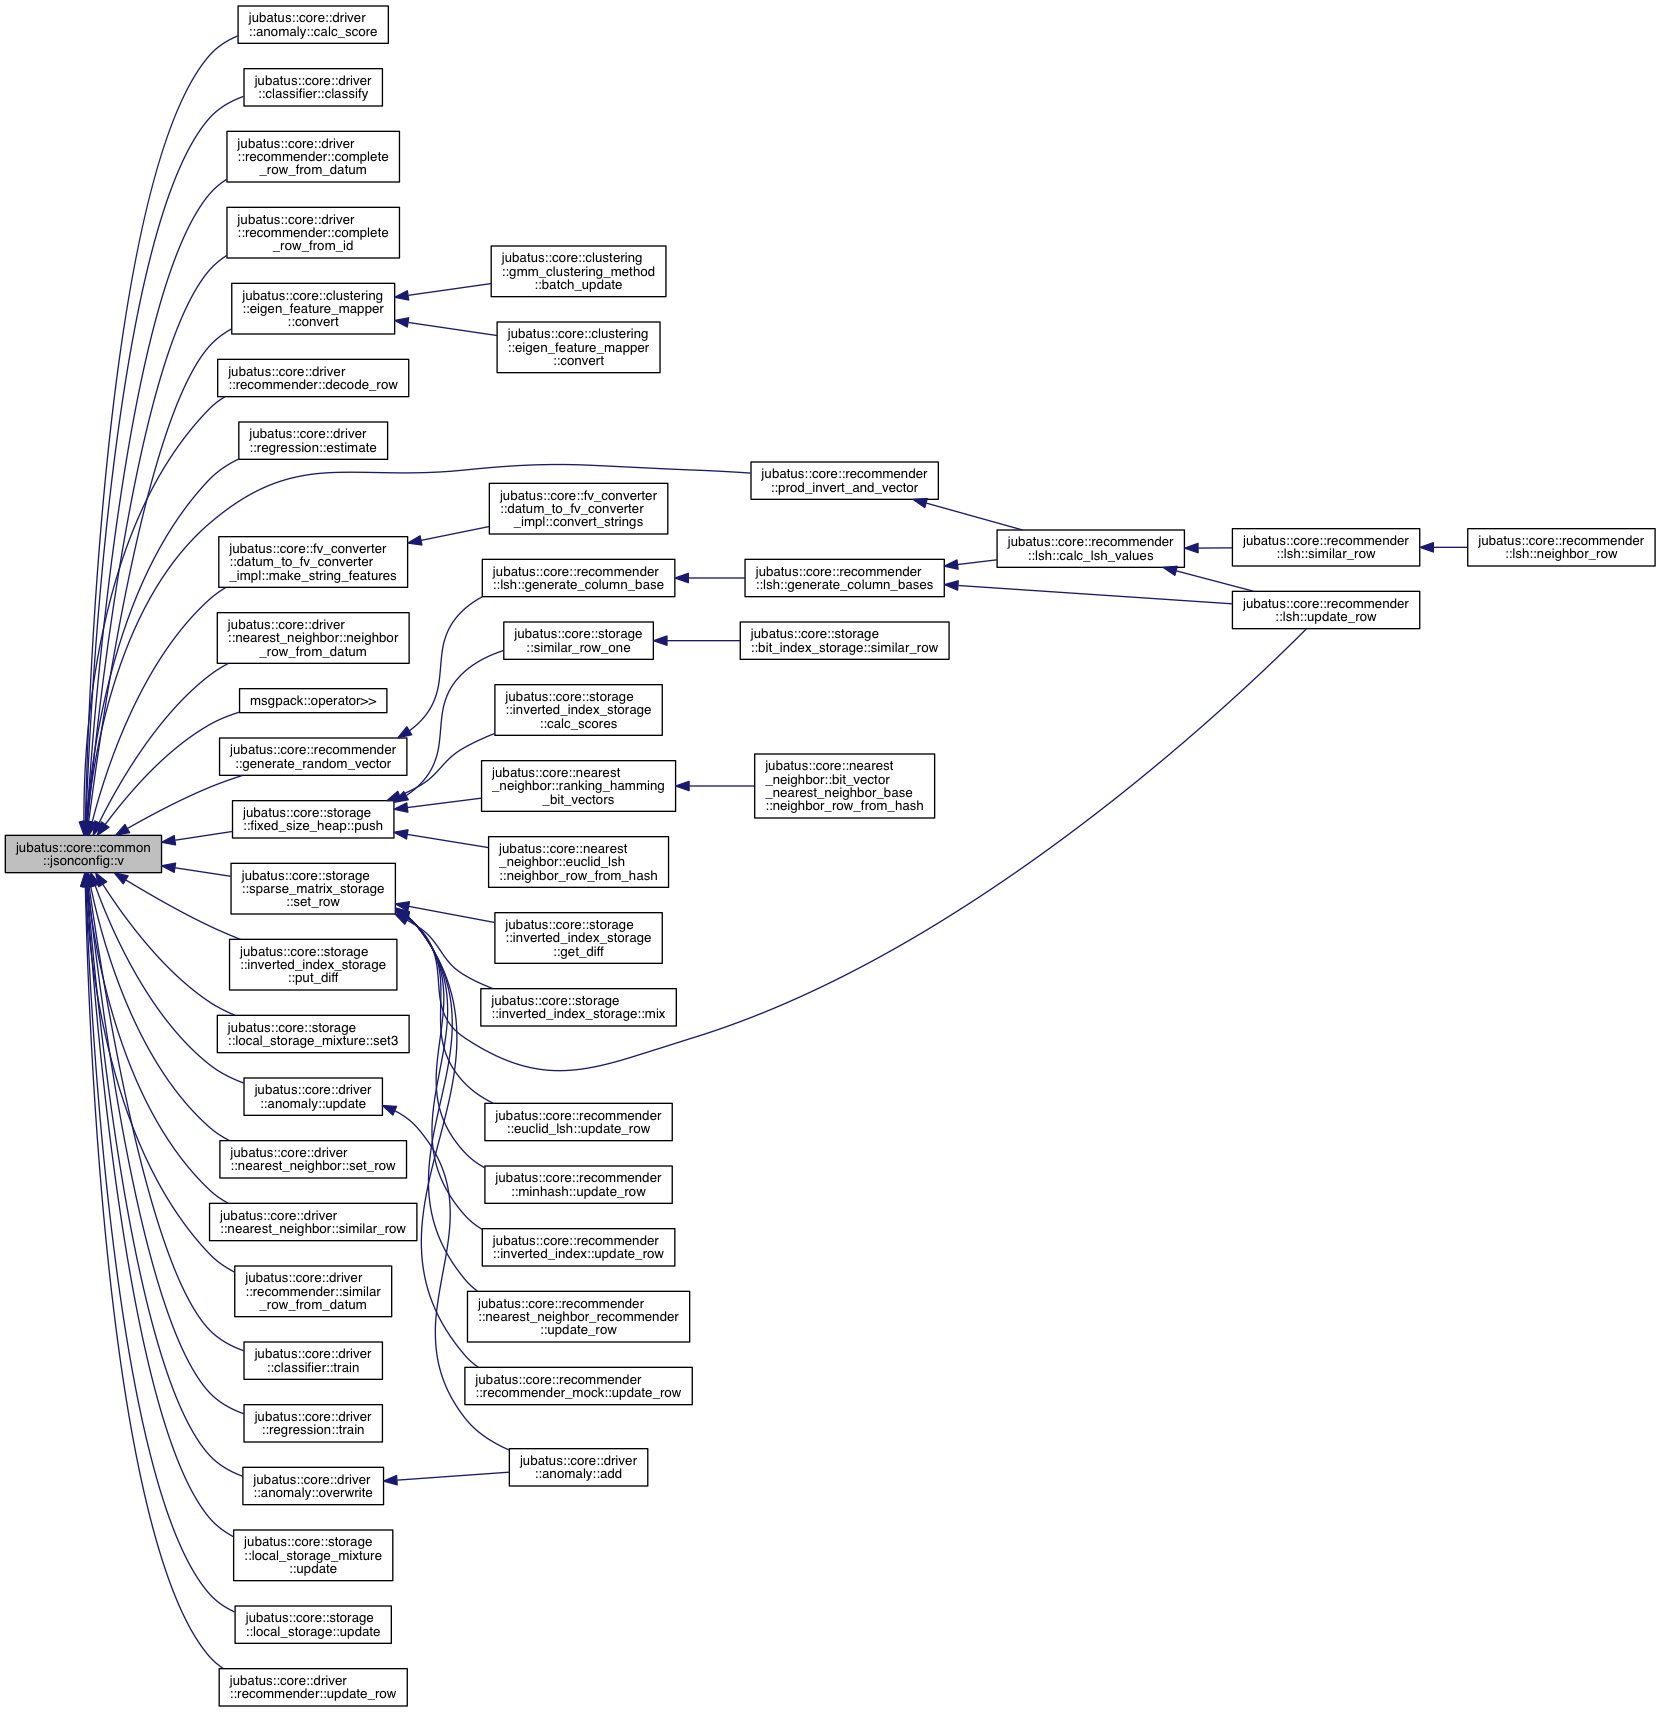 jubatus::core::driver
::anomaly::calc_score
jubatus::core::driver
::classifier::classify
jubatus::core::driver
::recommender::complete
_row_from_datum
jubatus::core::driver
::recommender::complete
_row_from_id
jubatus::core::clustering
::eigen_feature_mapper
::convert
jubatus::core::clustering
::gmm_clustering_method
::batch_update
jubatus::core::clustering
::eigen_feature_mapper
::convert
jubatus::core::driver
::recommender::decode_row
jubatus::core::driver
::regression::estimate
jubatus::core::recommender
::prod_invert_and_vector
jubatus::core::fv_converter
::datum_to_fv_converter
_impl::convert_strings
jubatus::core::fv_converter
::datum_to_fv_converter
_impl::make_string_features
jubatus::core::recommender
::lsh::calc_lsh_values
jubatus::core::recommender
::lsh::similar_row
jubatus::core::recommender
::lsh::neighbor_row
jubatus::core::recommender
::lsh::generate_column_base
jubatus::core::recommender
::lsh::generate_column_bases
jubatus::core::recommender
::lsh::update_row
jubatus::core::driver
::nearest_neighbor::neighbor
_row_from_datum
jubatus::core::storage
::similar_row_one
jubatus::core::storage
::bit_index_storage::similar_row
msgpack::operator>>
jubatus::core::storage
::inverted_index_storage
::calc_scores
jubatus::core::recommender
::generate_random_vector
jubatus::core::nearest
_neighbor::ranking_hamming
_bit_vectors
jubatus::core::nearest
_neighbor::bit_vector
_nearest_neighbor_base
::neighbor_row_from_hash
jubatus::core::storage
::fixed_size_heap::push
jubatus::core::common
::jsonconfig::v
jubatus::core::nearest
_neighbor::euclid_lsh
::neighbor_row_from_hash
jubatus::core::storage
::sparse_matrix_storage
::set_row
jubatus::core::storage
::inverted_index_storage
::get_diff
jubatus::core::storage
::inverted_index_storage
::put_diff
jubatus::core::storage
::inverted_index_storage::mix
jubatus::core::storage
::local_storage_mixture::set3
jubatus::core::driver
::anomaly::update
jubatus::core::recommender
::euclid_lsh::update_row
jubatus::core::driver
::nearest_neighbor::set_row
jubatus::core::recommender
::minhash::update_row
jubatus::core::driver
::nearest_neighbor::similar_row
jubatus::core::recommender
::inverted_index::update_row
jubatus::core::driver
::recommender::similar
_row_from_datum
jubatus::core::recommender
::nearest_neighbor_recommender
::update_row
jubatus::core::driver
::classifier::train
jubatus::core::recommender
::recommender_mock::update_row
jubatus::core::driver
::regression::train
jubatus::core::driver
::anomaly::add
jubatus::core::driver
::anomaly::overwrite
jubatus::core::storage
::local_storage_mixture
::update
jubatus::core::storage
::local_storage::update
jubatus::core::driver
::recommender::update_row